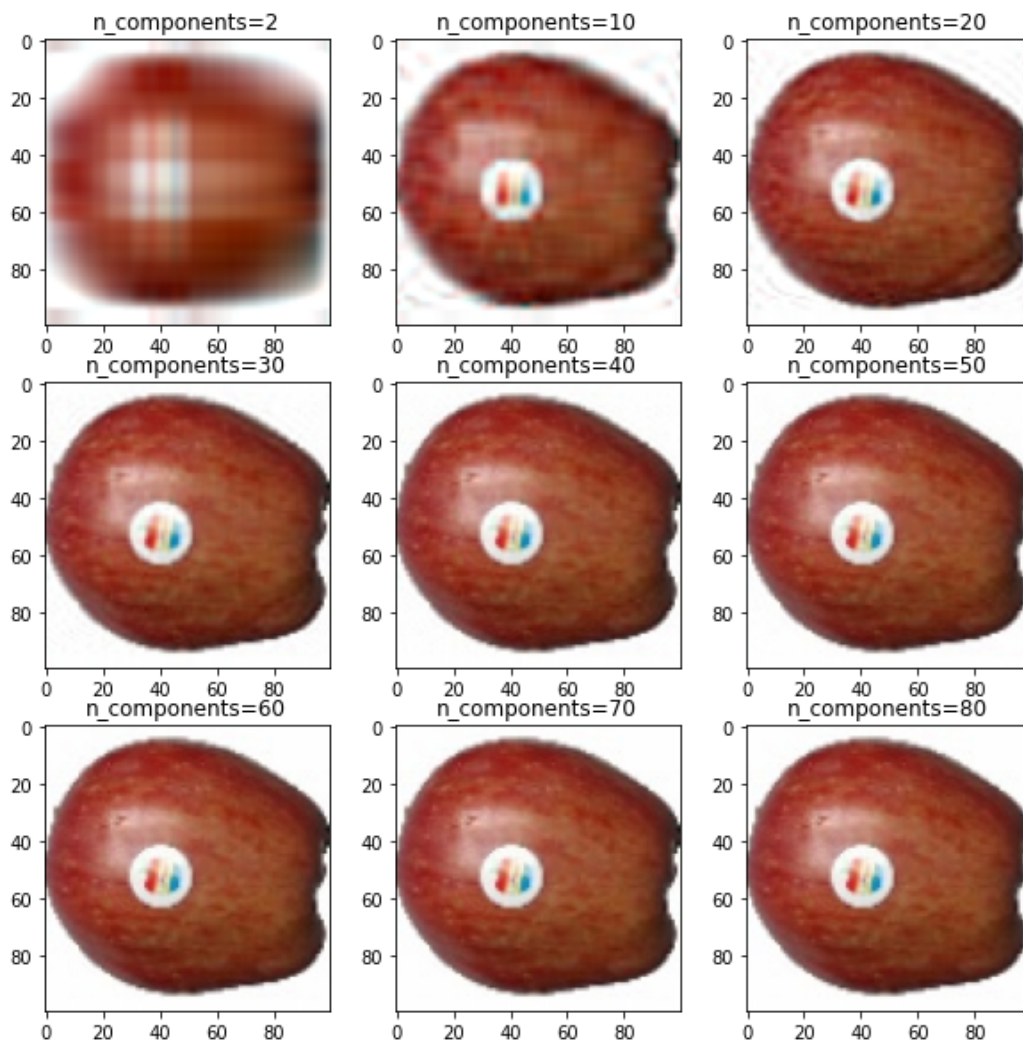 n_components=2 n_components=10 n_components=20
0 0 0
20 20 20
40 40 40
60 60 60
80 80 80
0 20 40 60 80 0 20 40 60 80 0 20 40 60 80
n_components=30 n_components=40 n_components=50
0 0 0
20 20 20
40 40 40
60 60 60
80 80 80
0 20 40 60 80 0 20 40 60 80 0 20 40 60 80
n_components=60 n_components=70 n_components=80
0 0 0
20 20 20
40 40 40
60 60 60
80 80 80
0 20 40 60 80 0 20 40 60 80 0 20 40 60 80